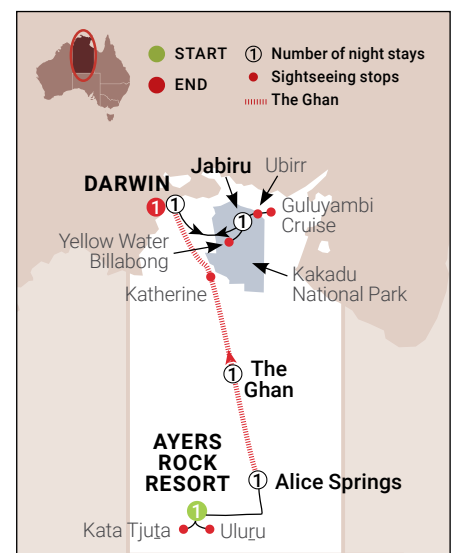 START
END
1 Number of night stays
Sightseeing stops
The Ghan
Jabiru
Ubirr
DARWIN
1
1
1
Guluyambi
Cruise
Yellow Water
Billabong
Kakadu
National Park
Katherine
1
The
Ghan
AYERS
ROCK
RESORT
1
Alice Springs
1
Kata Tjuṯa
Uluṟu